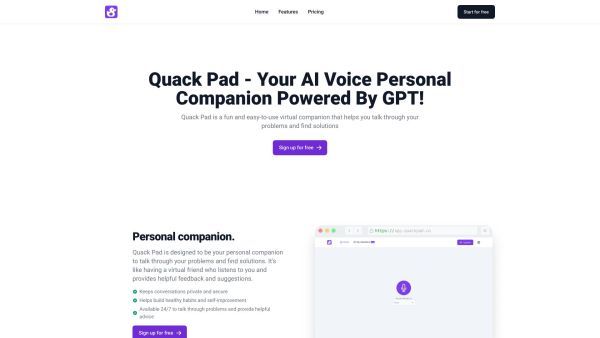 Home Features Pricing Start for free
Quack Pad - Your AI Voice Personal
Companion Powered By GPT!
Quack Pad is a fun and easy-to-use virtual companion that helps you talk through your
problems and find solutions
Sign up for free →
Personal companion.
Quack Pad is designed to be your personal companion
to talk through your problems and find solutions. It's
like having a virtual friend who listens to you and
provides helpful feedback and suggestions.
Keeps conversations private and secure
Helps build healthy habits and self-improvement
Available 24/7 to talk through problems and provide helpful
advice
Sign up for free →
https://app.quackpad.co